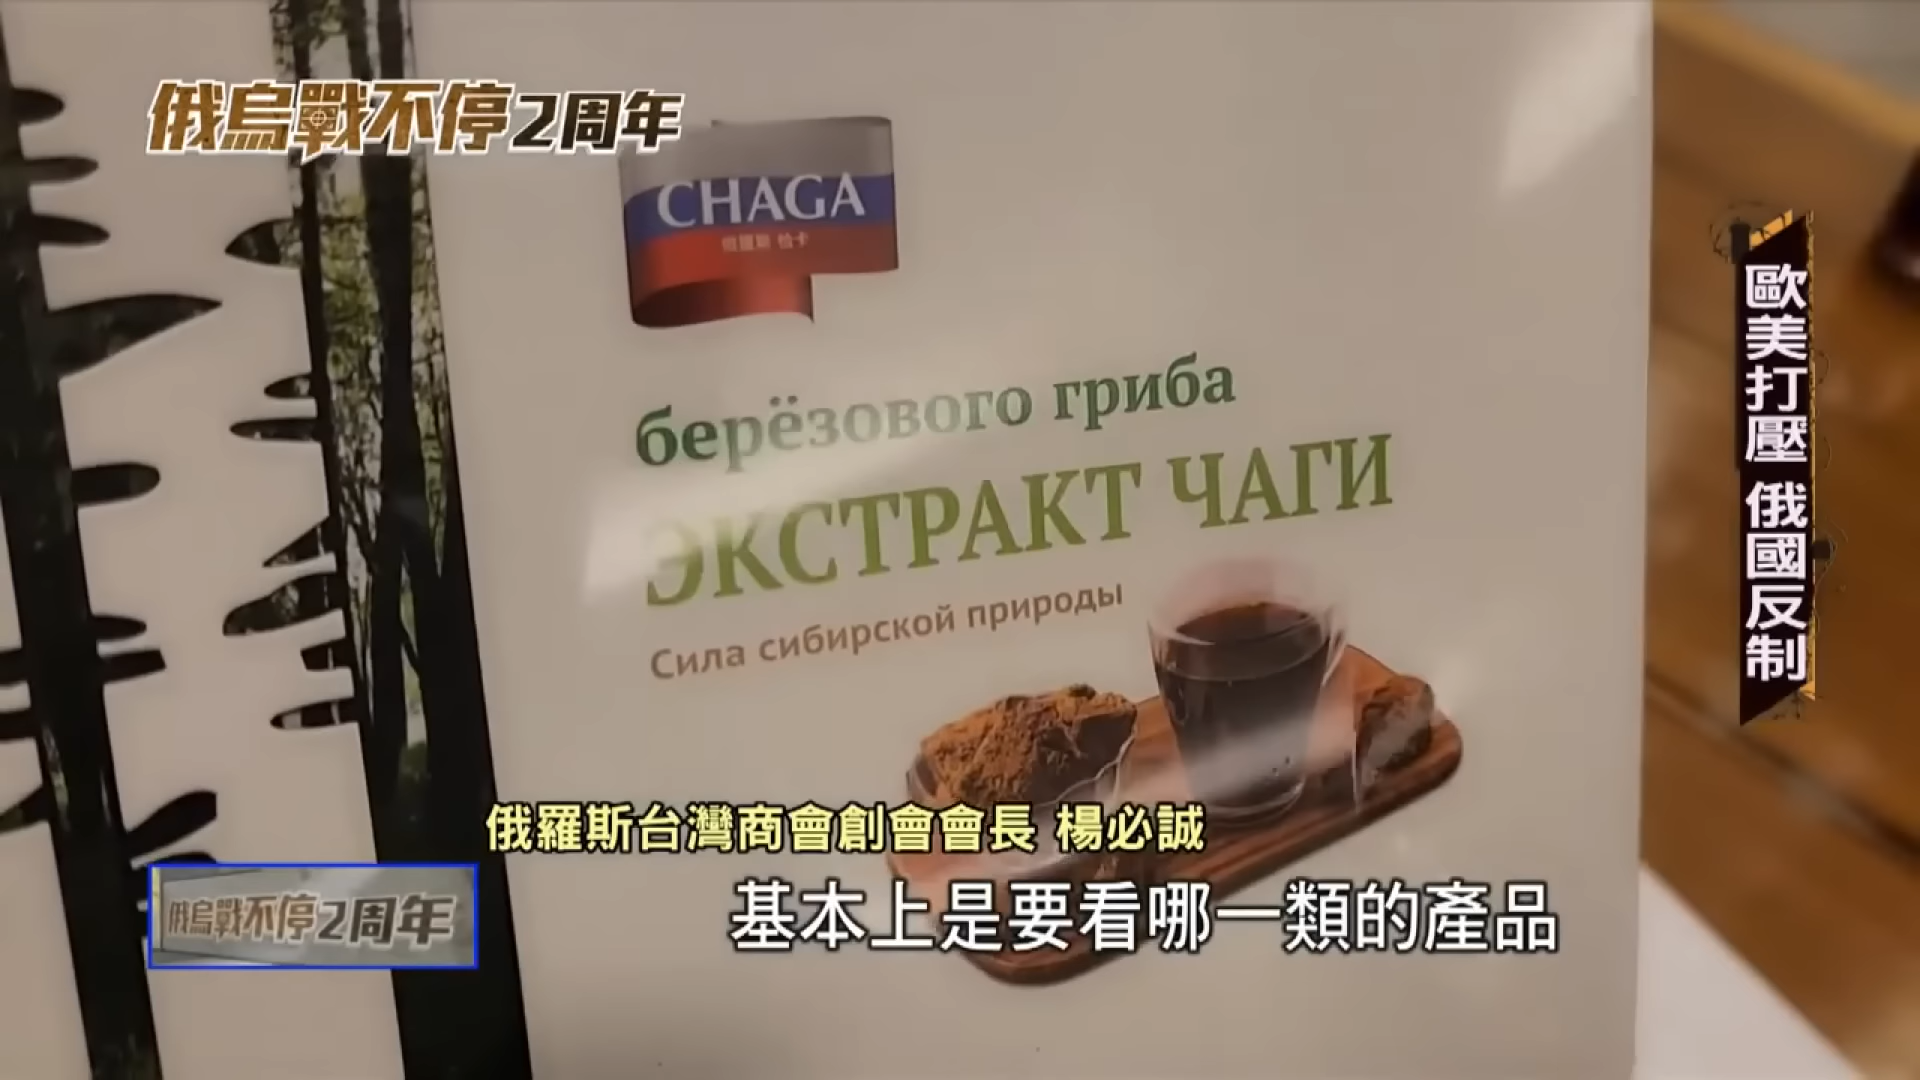 俄烏戰不停2周年
CHAGA
俄羅斯 恰卡
берёзового гриба
ЭКСТРАКТ ЧАГИ
Сила сибирской природы
歐美打壓 俄國反制
俄羅斯台灣商會創會會長 楊必誠
俄烏戰不停2周年
基本上是要看哪一類的產品